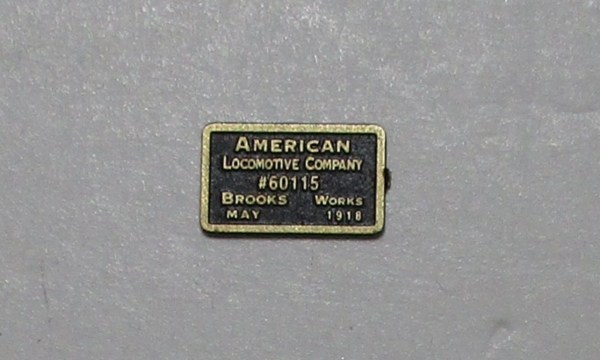 AMERICAN
LOCOMOTIVE COMPANY
#60115
BROOKS WORKS
MAY 1918